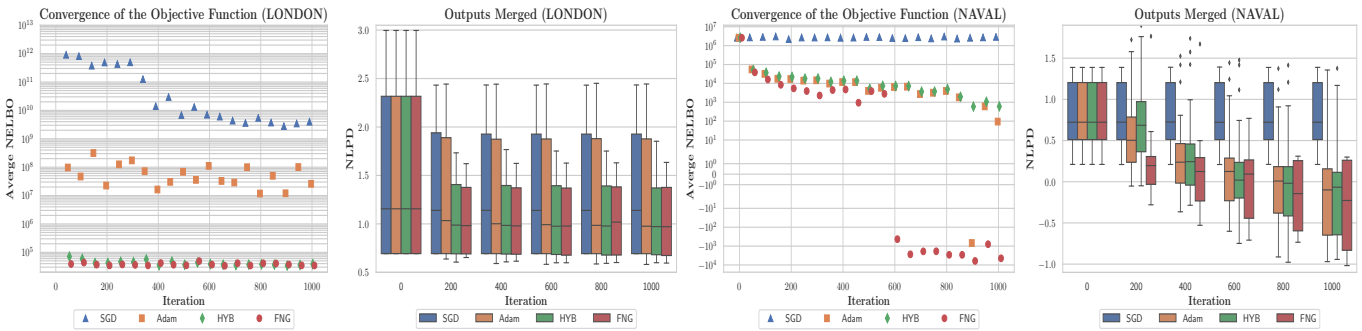 Convergence of the Objective Function (LONDON)
Averge NELBO
10^13
10^12
10^11
10^10
10^9
10^8
10^7
10^6
10^5
0 200 400 600 800 1000
Iteration
SGD Adam HYB FNG
Outputs Merged (LONDON)
NLPD
3.0
2.5
2.0
1.5
1.0
0.5
0 200 400 600 800 1000
Iteration
SGD Adam HYB FNG
Convergence of the Objective Function (NAVAL)
Averge NELBO
10^7
10^6
10^5
10^4
10^3
10^2
10^1
10^0
0
−10^0
−10^1
−10^2
−10^3
−10^4
0 200 400 600 800 1000
Iteration
SGD Adam HYB FNG
Outputs Merged (NAVAL)
NLPD
1.5
1.0
0.5
0.0
−0.5
−1.0
0 200 400 600 800 1000
Iteration
SGD Adam HYB FNG